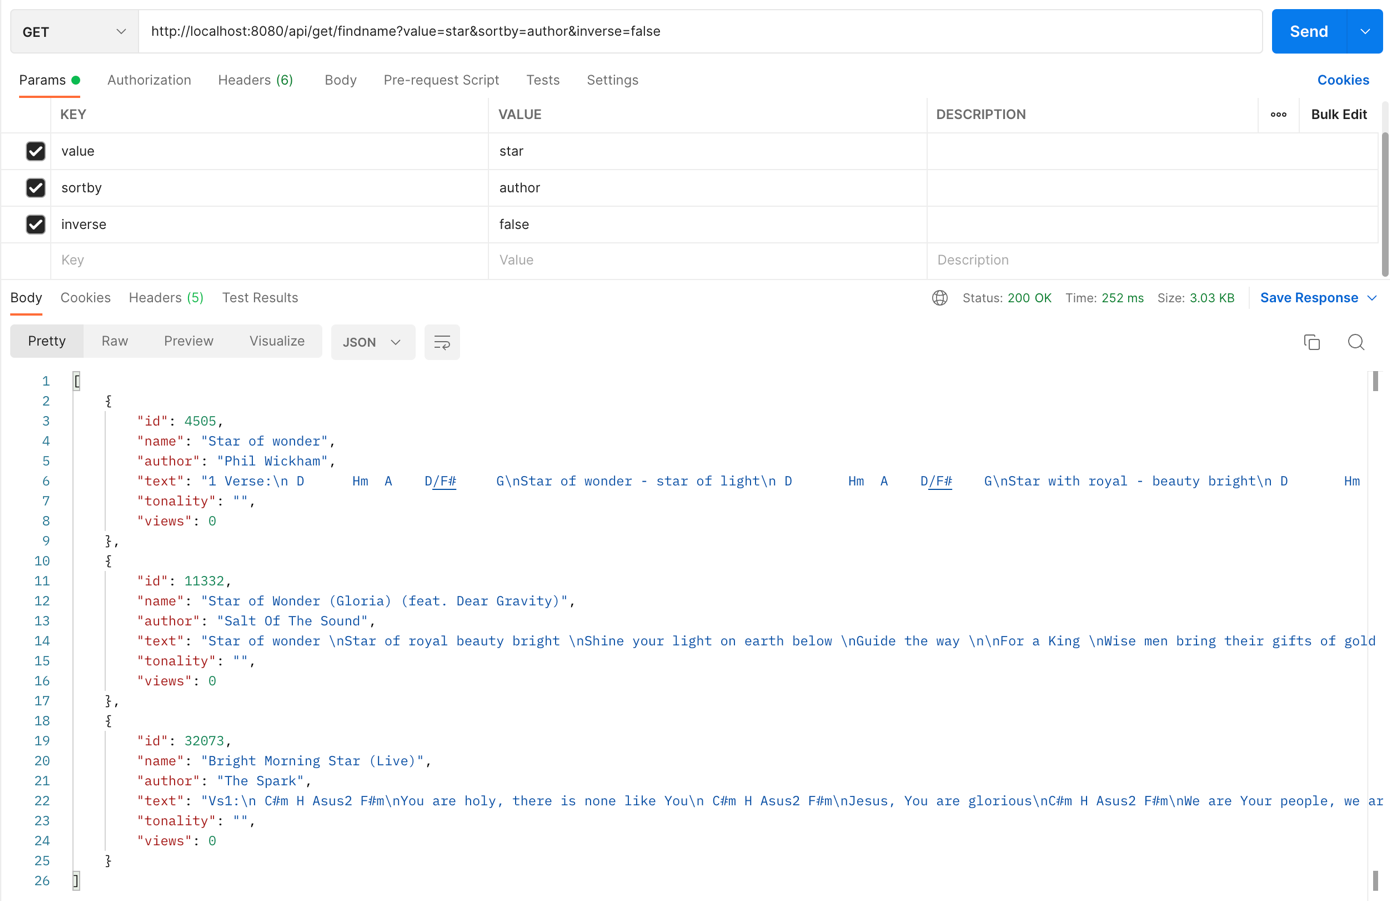 GET http://localhost:8080/api/get/findname?value=star&sortby=author&inverse=false Send
Params Authorization Headers (6) Body Pre-request Script Tests Settings Cookies
KEY VALUE DESCRIPTION ooo Bulk Edit
value star
sortby author
inverse false
Key Value Description
Body Cookies Headers (5) Test Results Status: 200 OK Time: 252 ms Size: 3.03 KB Save Response
Pretty Raw Preview Visualize JSON
1 [
2 {
3 "id": 4505,
4 "name": "Star of wonder",
5 "author": "Phil Wickham",
6 "text": "1 Verse:\n D Hm A D/F# G\nStar of wonder - star of light\n D Hm A D/F# G\nStar with royal - beauty bright\n D Hm
7 "tonality": "",
8 "views": 0
9 },
10 {
11 "id": 11332,
12 "name": "Star of Wonder (Gloria) (feat. Dear Gravity)",
13 "author": "Salt Of The Sound",
14 "text": "Star of wonder \nStar of royal beauty bright \nShine your light on earth below \nGuide the way \n\nFor a King \nWise men bring their gifts of gold
15 "tonality": "",
16 "views": 0
17 },
18 {
19 "id": 32073,
20 "name": "Bright Morning Star (Live)",
21 "author": "The Spark",
22 "text": "Vs1:\n C#m H Asus2 F#m\nYou are holy, there is none like You\n C#m H Asus2 F#m\nJesus, You are glorious\nC#m H Asus2 F#m\nWe are Your people, we ar
23 "tonality": "",
24 "views": 0
25 }
26 ]